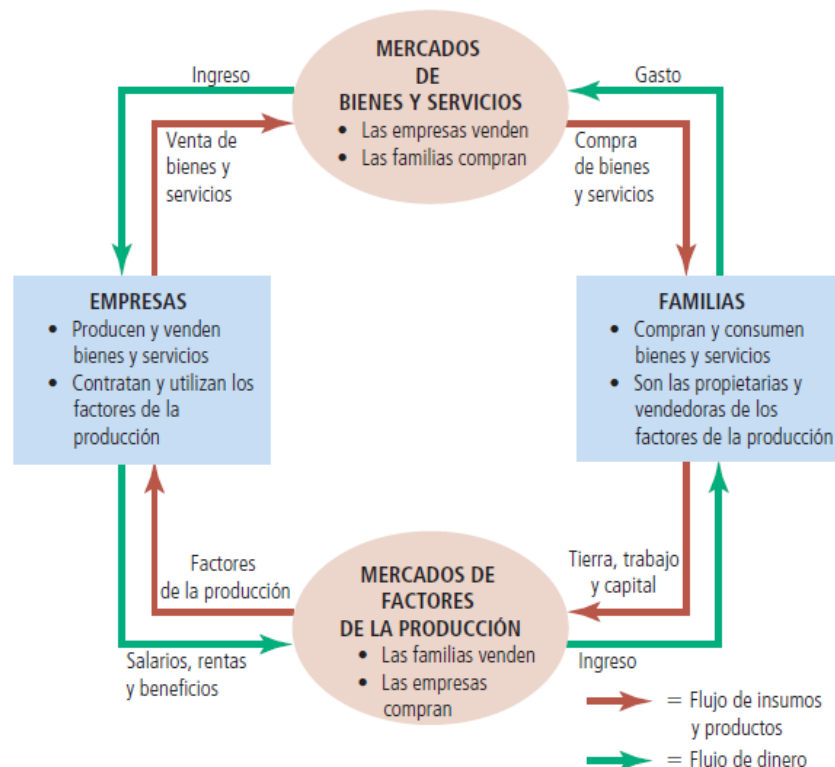 MERCADOS
DE
BIENES Y SERVICIOS
• Las empresas venden
• Las familias compran
Ingreso
Gasto
Venta de
bienes y
servicios
Compra
de bienes
y servicios
EMPRESAS
• Producen y venden
bienes y servicios
• Contratan y utilizan los
factores de la
producción
FAMILIAS
• Compran y consumen
bienes y servicios
• Son las propietarias y
vendedoras de los
factores de la producción
Factores
de la producción
Tierra, trabajo
y capital
MERCADOS DE
FACTORES
DE LA PRODUCCIÓN
• Las familias venden
• Las empresas
compran
Salarios, rentas
y beneficios
Ingreso
= Flujo de insumos
y productos
= Flujo de dinero